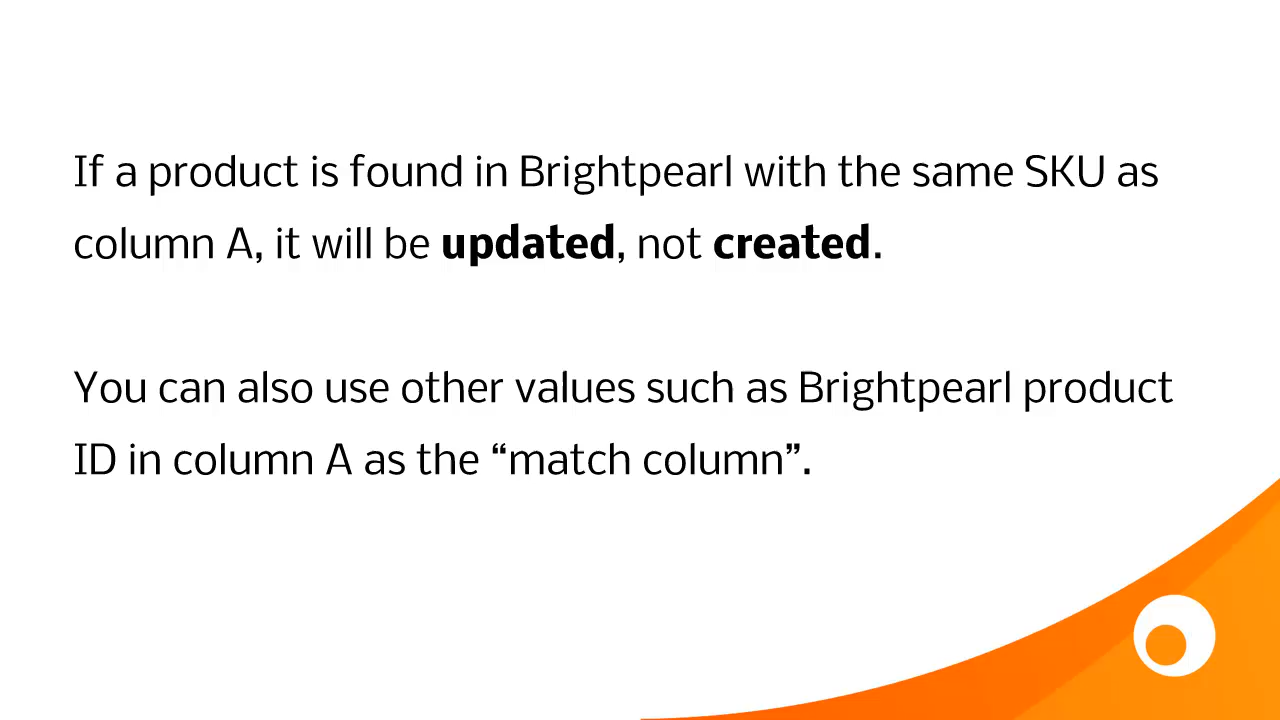 If a product is found in Brightpearl with the same SKU as
column A, it will be updated, not created.
You can also use other values such as Brightpearl product
ID in column A as the “match column”.